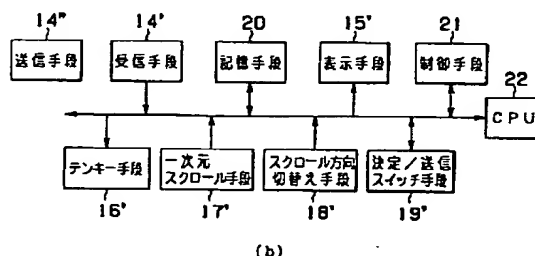 14" 14' 20 15' 21
送信手段 受信手段 記憶手段 表示手段 制御手段
22
CPU
テンキー手段 一次元
スクロール手段 スクロール方向
切替え手段 決定/送信
スイッチ手段
16' 17' 18' 19'
(b)